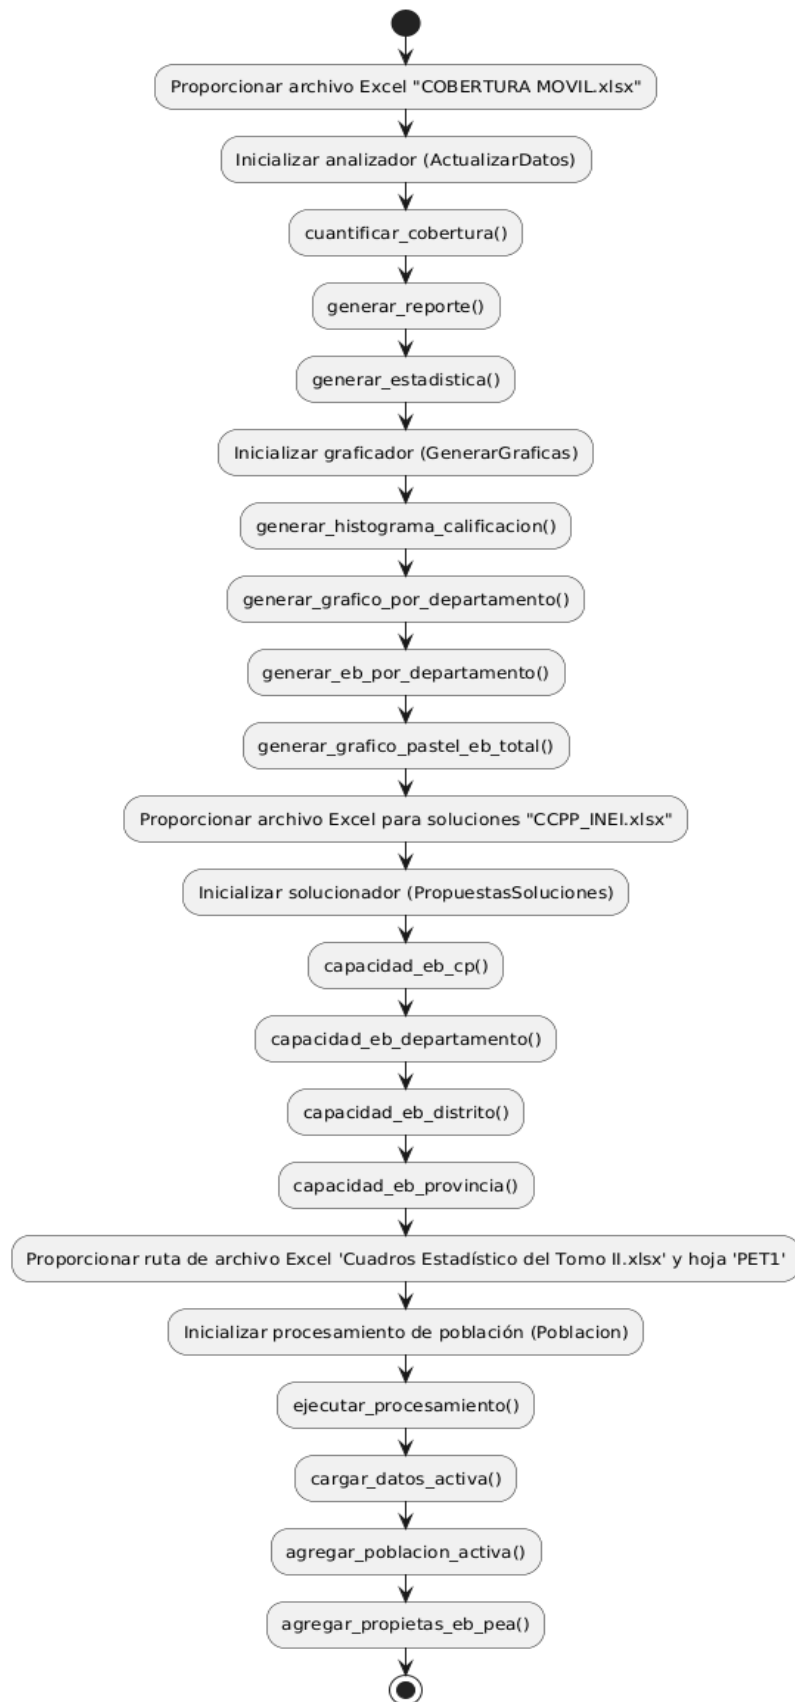 Proporcionar archivo Excel "COBERTURA MOVIL.xlsx"
Inicializar analizador (ActualizarDatos)
cuantificar_cobertura()
generar_reporte()
generar_estadistica()
Inicializar graficador (GenerarGraficas)
generar_histograma_calificacion()
generar_grafico_por_departamento()
generar_eb_por_departamento()
generar_grafico_pastel_eb_total()
Proporcionar archivo Excel para soluciones "CCPP_INEI.xlsx"
Inicializar solucionador (PropuestasSoluciones)
capacidad_eb_cp()
capacidad_eb_departamento()
capacidad_eb_distrito()
capacidad_eb_provincia()
Proporcionar ruta de archivo Excel 'Cuadros Estadístico del Tomo II.xlsx' y hoja 'PET1'
Inicializar procesamiento de población (Poblacion)
ejecutar_procesamiento()
cargar_datos_activa()
agregar_poblacion_activa()
agregar_propietas_eb_pea()